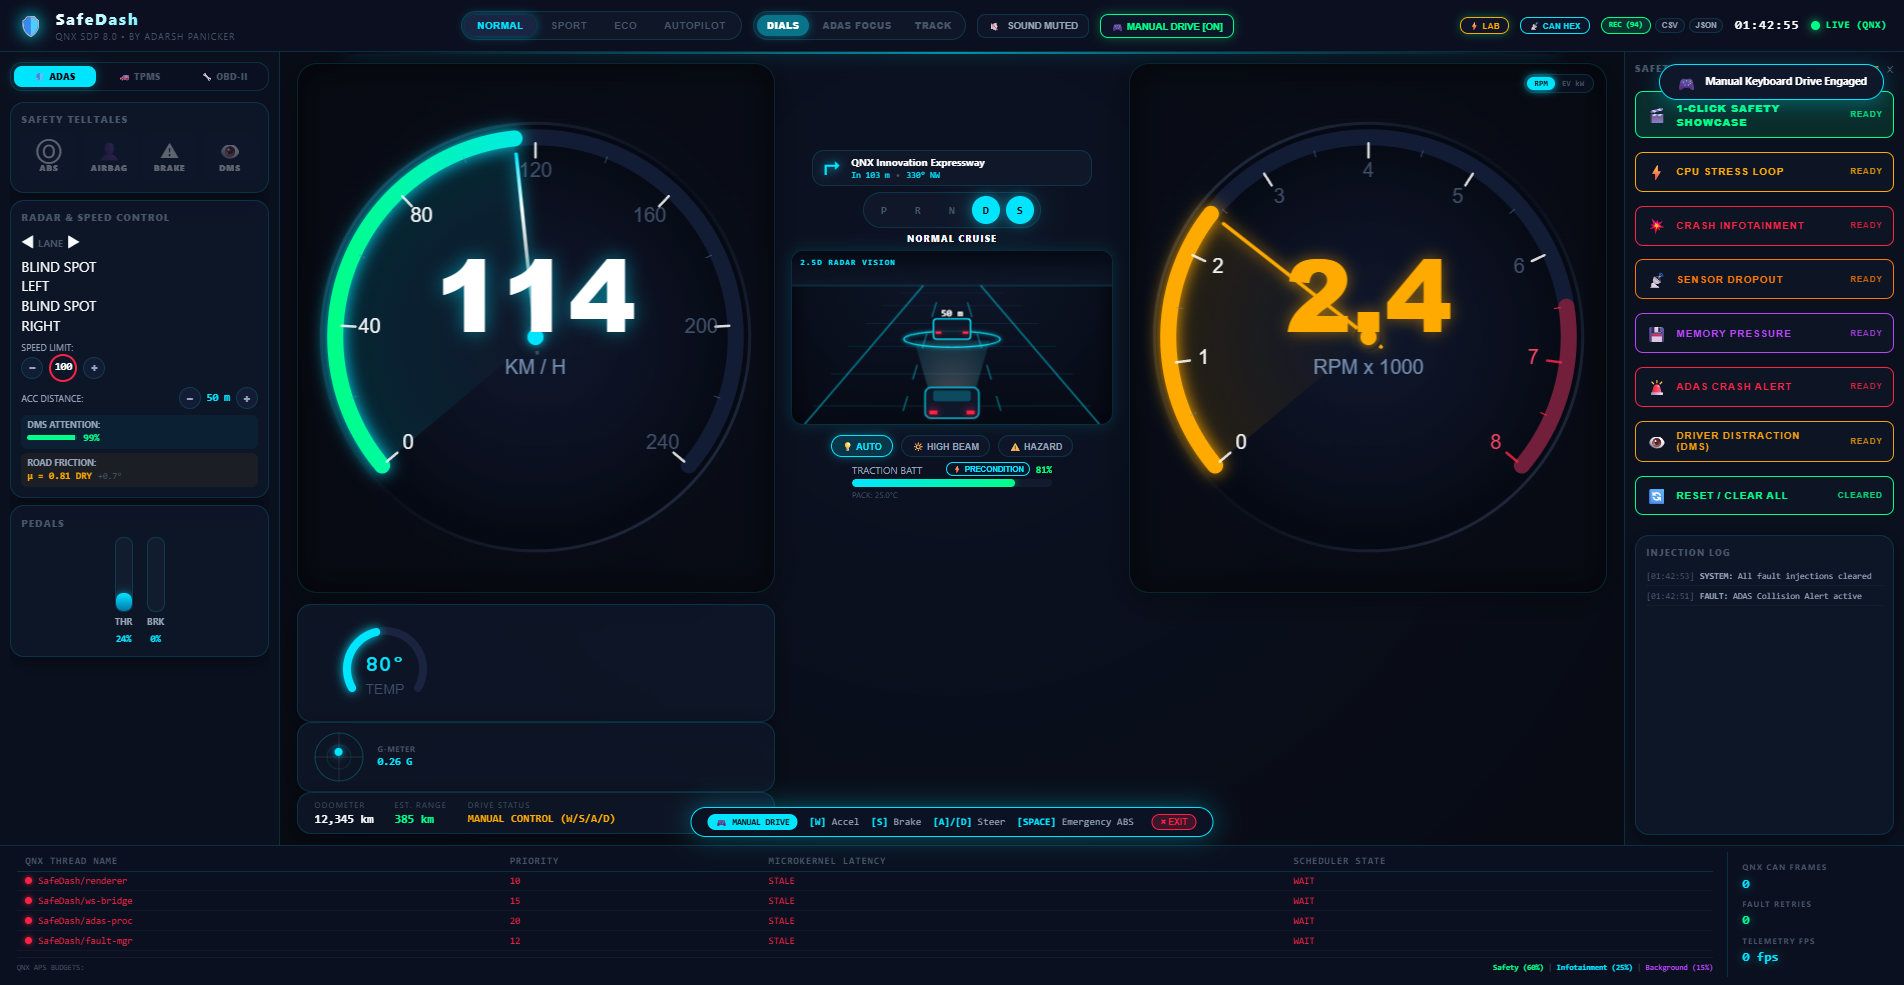 SafeDash
QNX SDP 8.0 • BY ADARSH PANICKER
NORMAL SPORT ECO AUTOPILOT
DIALS ADAS FOCUS TRACK
SOUND MUTED
MANUAL DRIVE [ON]
LAB
CAN HEX
REC (94)
CSV
JSON
01:42:55
LIVE (QNX)
ADAS TPMS OBD-II
SAFETY TELLTALES
ABS AIRBAG BRAKE DMS
RADAR & SPEED CONTROL
◀ LANE ▶
BLIND SPOT
LEFT
BLIND SPOT
RIGHT
SPEED LIMIT:
− 100 +
ACC DISTANCE: − 50 m +
DMS ATTENTION:
99%
ROAD FRICTION:
μ = 0.81 DRY +0.7°
PEDALS
THR BRK
24% 0%
0 40 80 120 160 200 240
114
KM / H
QNX Innovation Expressway
In 103 m • 330° NW
P R N D S
NORMAL CRUISE
2.5D RADAR VISION
50 m
AUTO HIGH BEAM HAZARD
TRACTION BATT PRECONDITION 81%
PACK: 25.0°C
RPM EV kW
0 1 2 3 4 5 6 7 8
2.4
RPM x 1000
80°
TEMP
G-METER
0.26 G
ODOMETER EST. RANGE DRIVE STATUS
12,345 km 385 km MANUAL CONTROL (W/S/A/D)
MANUAL DRIVE [W] Accel [S] Brake [A]/[D] Steer [SPACE] Emergency ABS × EXIT
Manual Keyboard Drive Engaged
X
1-CLICK SAFETY
SHOWCASE
READY
CPU STRESS LOOP READY
CRASH INFOTAINMENT READY
SENSOR DROPOUT READY
MEMORY PRESSURE READY
ADAS CRASH ALERT READY
DRIVER DISTRACTION
(DMS)
READY
RESET / CLEAR ALL CLEARED
INJECTION LOG
[01:42:53] SYSTEM: All fault injections cleared
[01:42:51] FAULT: ADAS Collision Alert active
QNX THREAD NAME PRIORITY MICROKERNEL LATENCY SCHEDULER STATE
SafeDash/renderer 10 STALE WAIT
SafeDash/ws-bridge 15 STALE WAIT
SafeDash/adas-proc 20 STALE WAIT
SafeDash/fault-mgr 12 STALE WAIT
QNX APS BUDGETS: Safety (60%) | Infotainment (25%) | Background (15%)
QNX CAN FRAMES
0
FAULT RETRIES
0
TELEMETRY FPS
0 fps